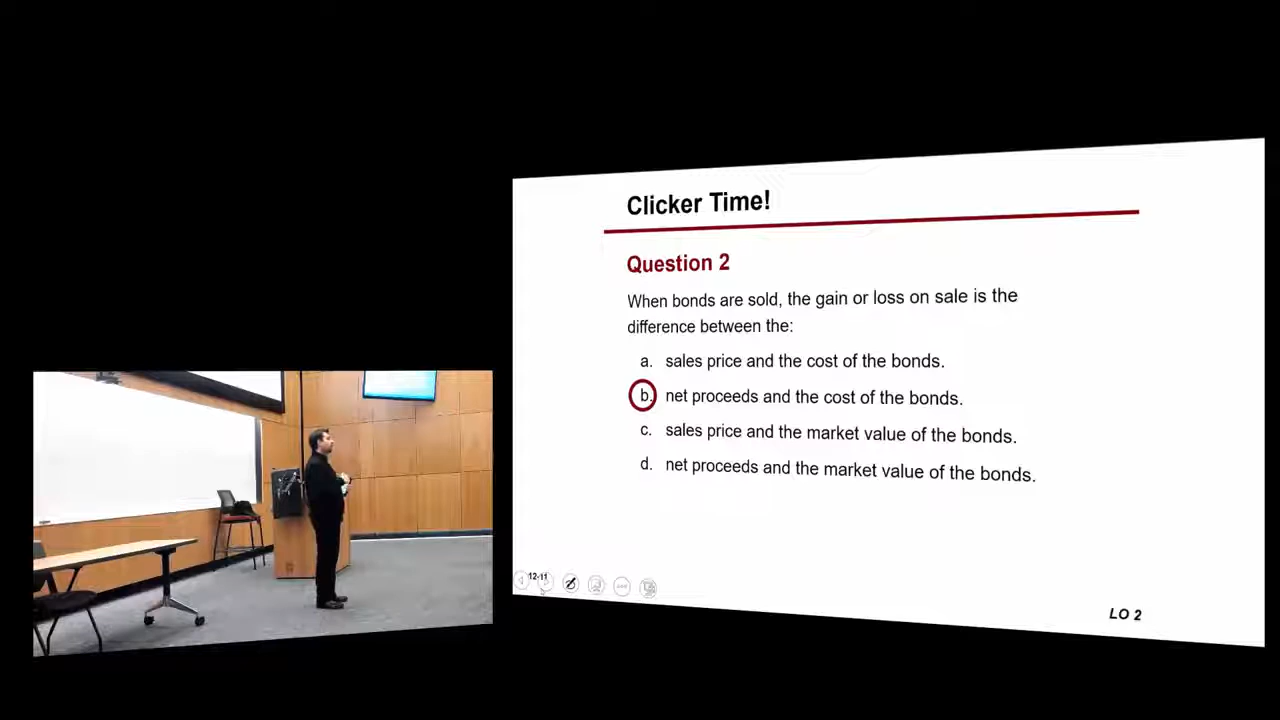 Clicker Time!
Question 2
When bonds are sold, the gain or loss on sale is the
difference between the:
a. sales price and the cost of the bonds.
b. net proceeds and the cost of the bonds.
c. sales price and the market value of the bonds.
d. net proceeds and the market value of the bonds.
12-11
LO 2